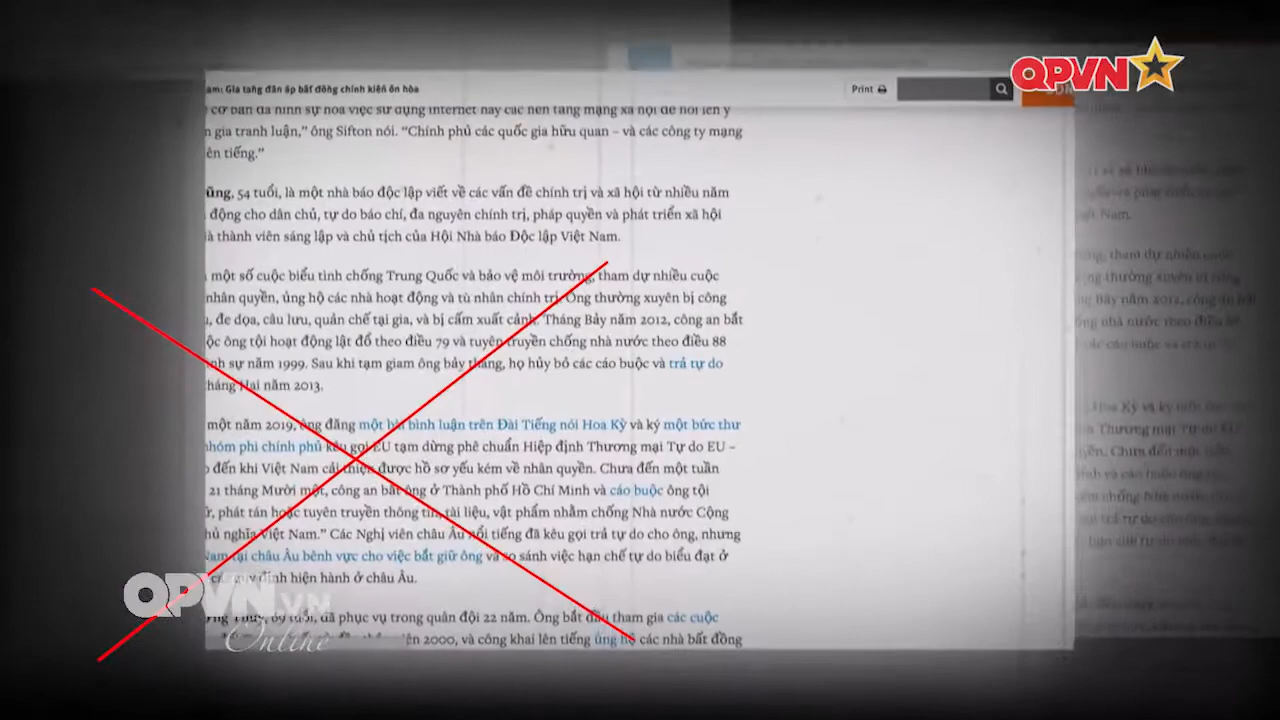 QPVN
am: Gia tăng đàn áp bất đồng chính kiến ôn hòa
Print
cơ bản đã hình sự hóa việc sử dụng internet hay các nền tảng mạng xã hội để nói lên ý
gia tranh luận,” ông Sifton nói. “Chính phủ các quốc gia hữu quan – và các công ty mạng
ên tiếng.”
ũng, 54 tuổi, là một nhà báo độc lập viết về các vấn đề chính trị và xã hội từ nhiều năm
động cho dân chủ, tự do báo chí, đa nguyên chính trị, pháp quyền và phát triển xã hội
là thành viên sáng lập và chủ tịch của Hội Nhà báo Độc lập Việt Nam.
một số cuộc biểu tình chống Trung Quốc và bảo vệ môi trường, tham dự nhiều cuộc
nhân quyền, ủng hộ các nhà hoạt động và tù nhân chính trị. Ông thường xuyên bị công
, đe dọa, câu lưu, quản chế tại gia, và bị cấm xuất cảnh. Tháng Bảy năm 2012, công an bắt
ộc ông tội hoạt động lật đổ theo điều 79 và tuyên truyền chống nhà nước theo điều 88
nh sự năm 1999. Sau khi tạm giam ông bảy tháng, họ hủy bỏ các cáo buộc và trả tự do
háng Hai năm 2013.
một năm 2019, ông đăng một bài bình luận trên Đài Tiếng nói Hoa Kỳ và ký một bức thư
nhóm phi chính phủ kêu gọi EU tạm dừng phê chuẩn Hiệp định Thương mại Tự do EU –
đến khi Việt Nam cải thiện được hồ sơ yếu kém về nhân quyền. Chưa đến một tuần
21 tháng Mười một, công an bắt ông ở Thành phố Hồ Chí Minh và cáo buộc ông tội
, phát tán hoặc tuyên truyền thông tin, tài liệu, vật phẩm nhằm chống Nhà nước Cộng
hủ nghĩa Việt Nam.” Các Nghị viên châu Âu nổi tiếng đã kêu gọi trả tự do cho ông, nhưng
Nam tại châu Âu bênh vực cho việc bắt giữ ông và so sánh việc hạn chế tự do biểu đạt ở
các quy định hiện hành ở châu Âu.
69 tuổi, đã phục vụ trong quân đội 22 năm. Ông bắt đầu tham gia các cuộc
iên 2000, và công khai lên tiếng ủng hộ các nhà bất đồng
QPVN.VN
Online